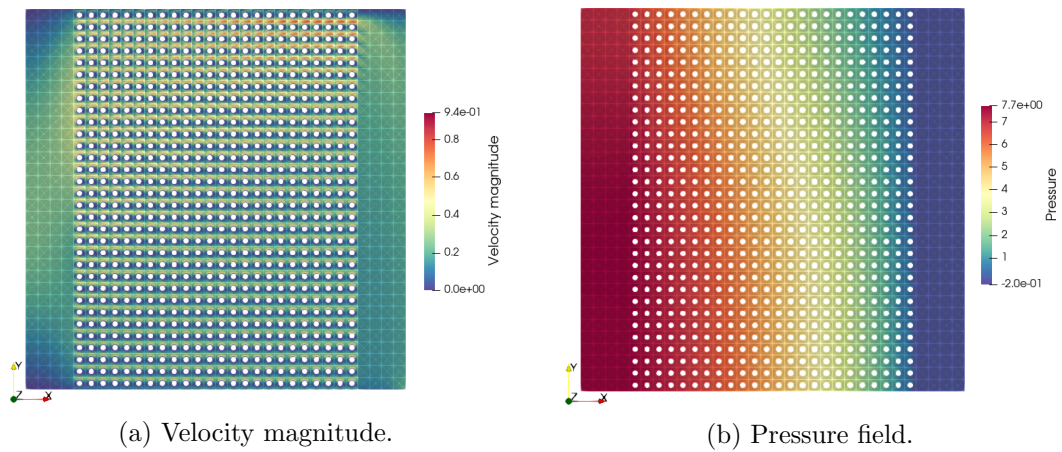 9.4e-01
0.8
0.6
0.4
0.2
0.0e+00
Velocity magnitude
Y
Z
X
(a) Velocity magnitude.
7.7e+00
7
6
5
4
3
2
1
-2.0e-01
Pressure
Y
Z
X
(b) Pressure field.